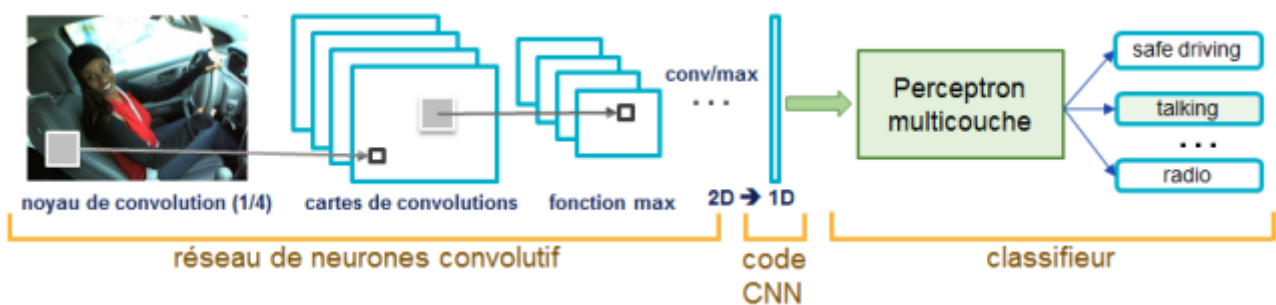 safe driving
conv/max
...
Perceptron
multicouche
talking
...
radio
noyau de convolution (1/4)
cartes de convolutions
fonction max
2D → 1D
réseau de neurones convolutif
code
CNN
classifieur